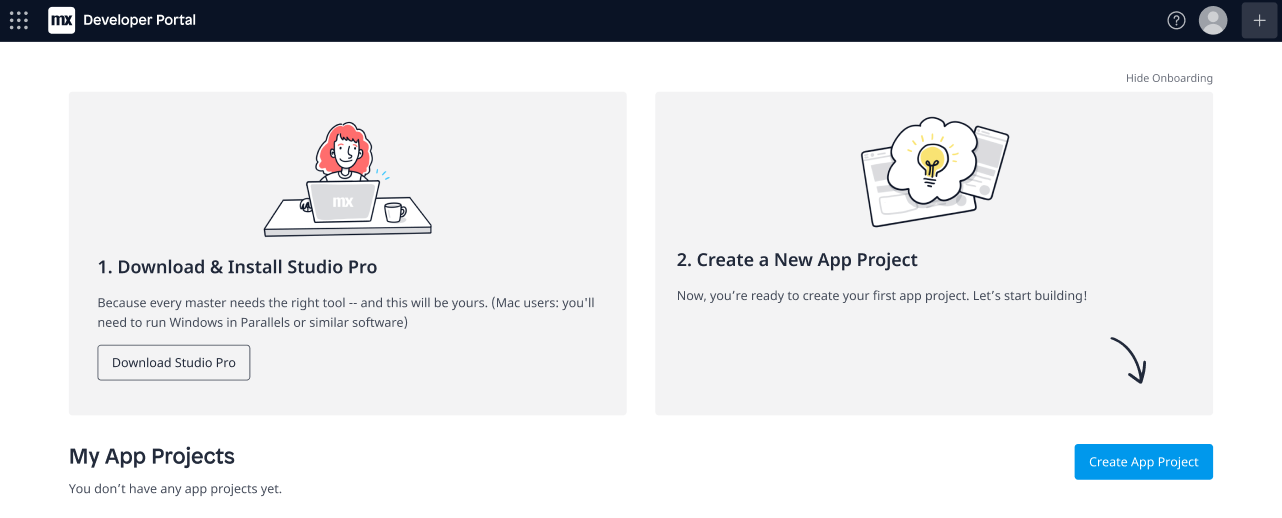 mx Developer Portal
Hide Onboarding
mx
1. Download & Install Studio Pro
Because every master needs the right tool -- and this will be yours. (Mac users: you'll
need to run Windows in Parallels or similar software)
Download Studio Pro
2. Create a New App Project
Now, you’re ready to create your first app project. Let’s start building!
My App Projects
Create App Project
You don’t have any app projects yet.